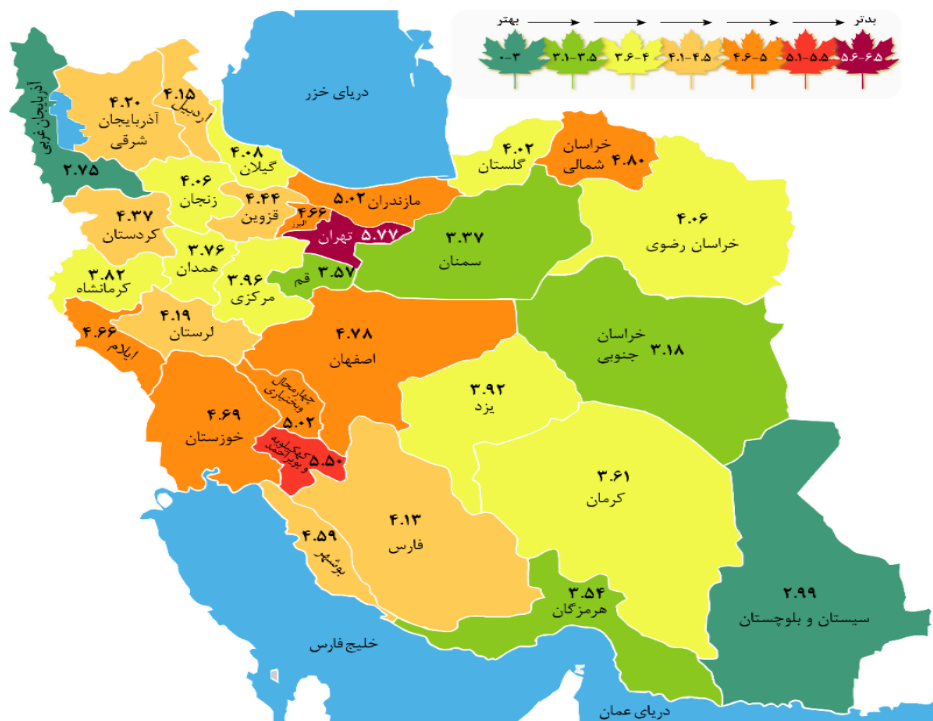 بهتر
بدتر
۰-۳
۳.۱-۳.۵
۳.۶-۴
۴.۱-۴.۵
۴.۶-۵
۵.۱-۵.۵
۵.۶-۶.۵
دریای خزر
آذربایجان غربی
۲.۷۵
۴.۲۰
آذربایجان
شرقی
۴.۱۵
اردبیل
۴.۰۸
گیلان
۴.۰۶
زنجان
۴.۴۴
قزوین
۴.۶۶
البرز
۵.۰۲
مازندران
تهران ۵.۷۷
۴.۰۲
گلستان
خراسان
شمالی
۴.۸۰
۴.۰۶
خراسان رضوی
۳.۳۷
سمنان
۴.۳۷
کردستان
۳.۷۶
همدان
۳.۸۲
کرمانشاه
۳.۹۶
مرکزی
قم ۳.۵۷
۴.۱۹
لرستان
۴.۶۶
ایلام
۴.۷۸
اصفهان
خراسان
جنوبی
۳.۱۸
۳.۹۲
یزد
چهارمحال
وبختیاری
۵.۰۲
۴.۶۹
خوزستان
کهکیلویه
و بویراحمد
۵.۵۰
۳.۶۱
کرمان
۴.۱۳
فارس
۴.۵۹
بوشهر
۳.۵۴
هرمزگان
۲.۹۹
سیستان و بلوچستان
خلیج فارس
دریای عمان